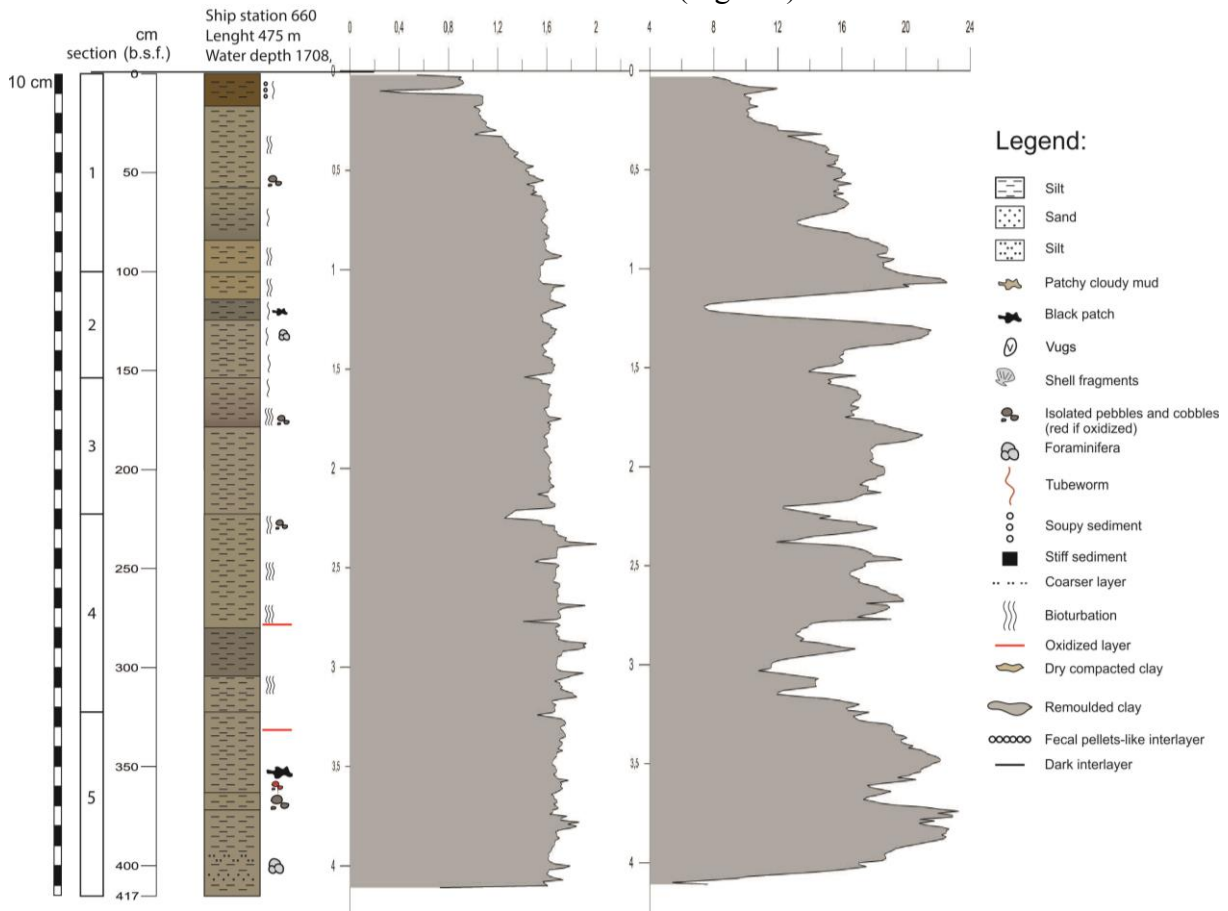 Ship station 660
Lenght 475 m
Water depth 1708,
section
cm
(b.s.f.)
10 cm
0
50
100
150
200
250
300
350
400
417
1
2
3
4
5
0 0,4 0,8 1,2 1,6 2
0
0,5
1
1,5
2
2,5
3
3,5
4
4 8 12 16 20 24
0
0,5
1
1,5
2
2,5
3
3,5
4
Legend:
Silt
Sand
Silt
Patchy cloudy mud
Black patch
Vugs
Shell fragments
Isolated pebbles and cobbles
(red if oxidized)
Foraminifera
Tubeworm
Soupy sediment
Stiff sediment
Coarser layer
Bioturbation
Oxidized layer
Dry compacted clay
Remoulded clay
Fecal pellets-like interlayer
Dark interlayer